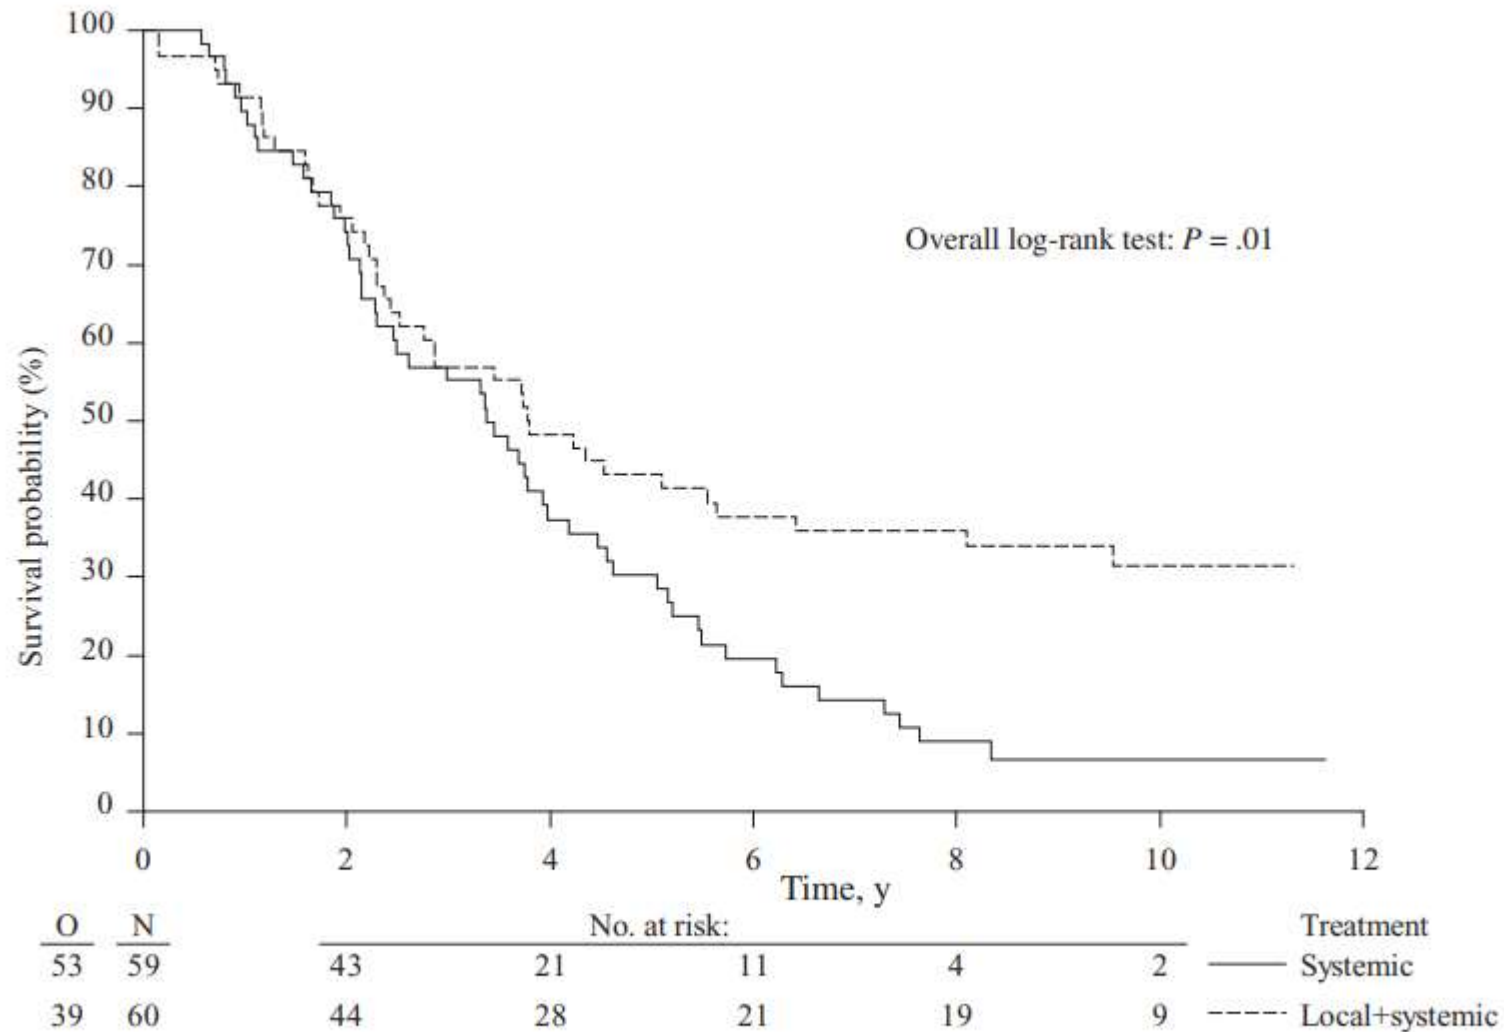 100
90
80
70
60
50
40
30
20
10
0
Survival probability (%)
Overall log-rank test: P = .01
0 2 4 6 8 10 12
Time, y
O N No. at risk: Treatment
53 59 43 21 11 4 2 Systemic
39 60 44 28 21 19 9 Local+systemic